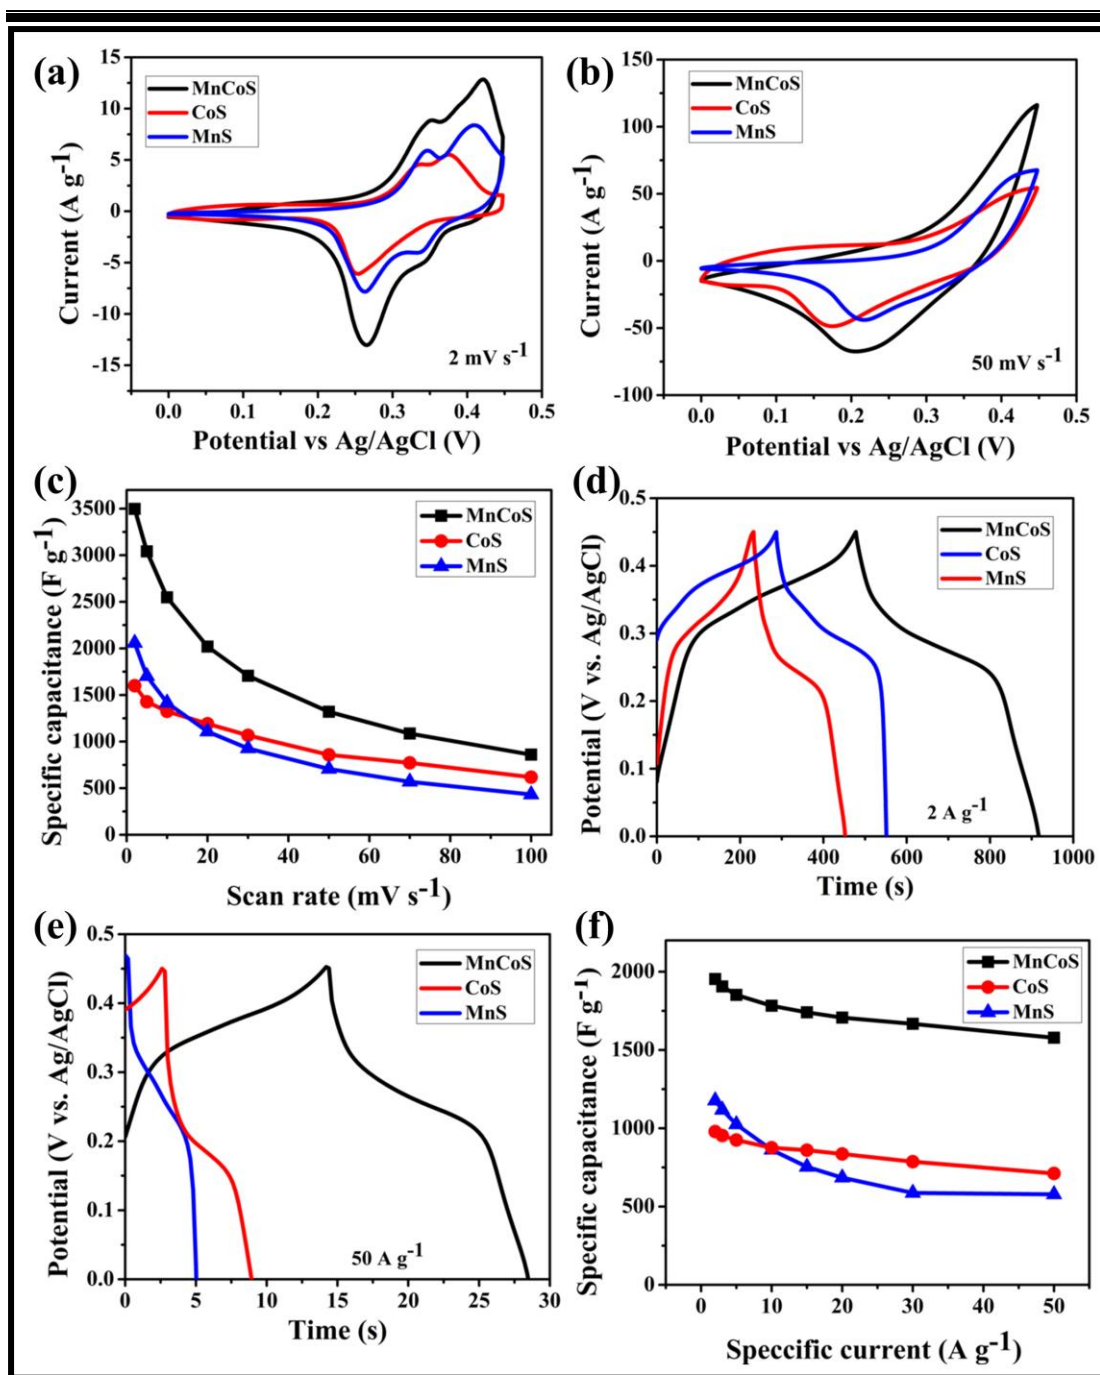 (a)
MnCoS
CoS
MnS
15
10
5
0
-5
-10
-15
Current (A g-1)
2 mV s-1
0.0 0.1 0.2 0.3 0.4 0.5
Potential vs Ag/AgCl (V)
(b)
MnCoS
CoS
MnS
150
100
50
0
-50
-100
Current (A g-1)
50 mV s-1
0.0 0.1 0.2 0.3 0.4 0.5
Potential vs Ag/AgCl (V)
(c)
MnCoS
CoS
MnS
3500
3000
2500
2000
1500
1000
500
0
Specific capacitance (F g-1)
0 20 40 60 80 100
Scan rate (mV s-1)
(d)
MnCoS
CoS
MnS
0.5
0.4
0.3
0.2
0.1
0.0
Potential (V vs. Ag/AgCl)
2 A g-1
0 200 400 600 800 1000
Time (s)
(e)
MnCoS
CoS
MnS
0.5
0.4
0.3
0.2
0.1
0.0
Potential (V vs. Ag/AgCl)
50 A g-1
0 5 10 15 20 25 30
Time (s)
(f)
MnCoS
CoS
MnS
2000
1500
1000
500
0
Specific capacitance (F g-1)
0 10 20 30 40 50
Speccific current (A g-1)